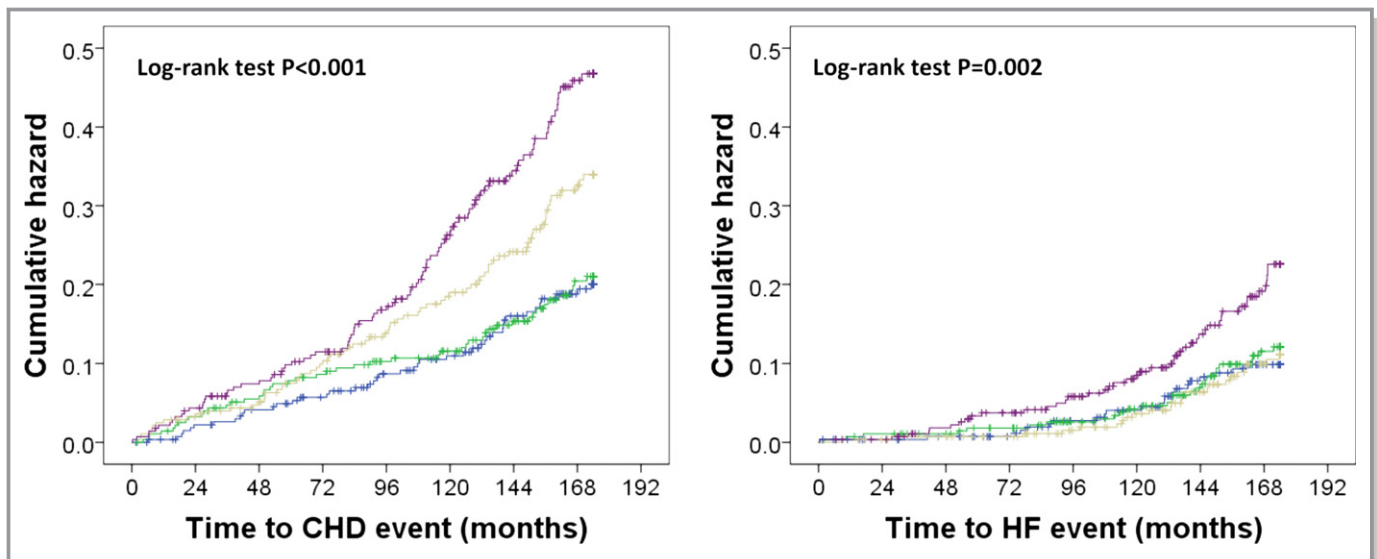 Log-rank test P<0.001
Cumulative hazard
0.5
0.4
0.3
0.2
0.1
0.0
0 24 48 72 96 120 144 168 192
Time to CHD event (months)
Log-rank test P=0.002
Cumulative hazard
0.5
0.4
0.3
0.2
0.1
0.0
0 24 48 72 96 120 144 168 192
Time to HF event (months)